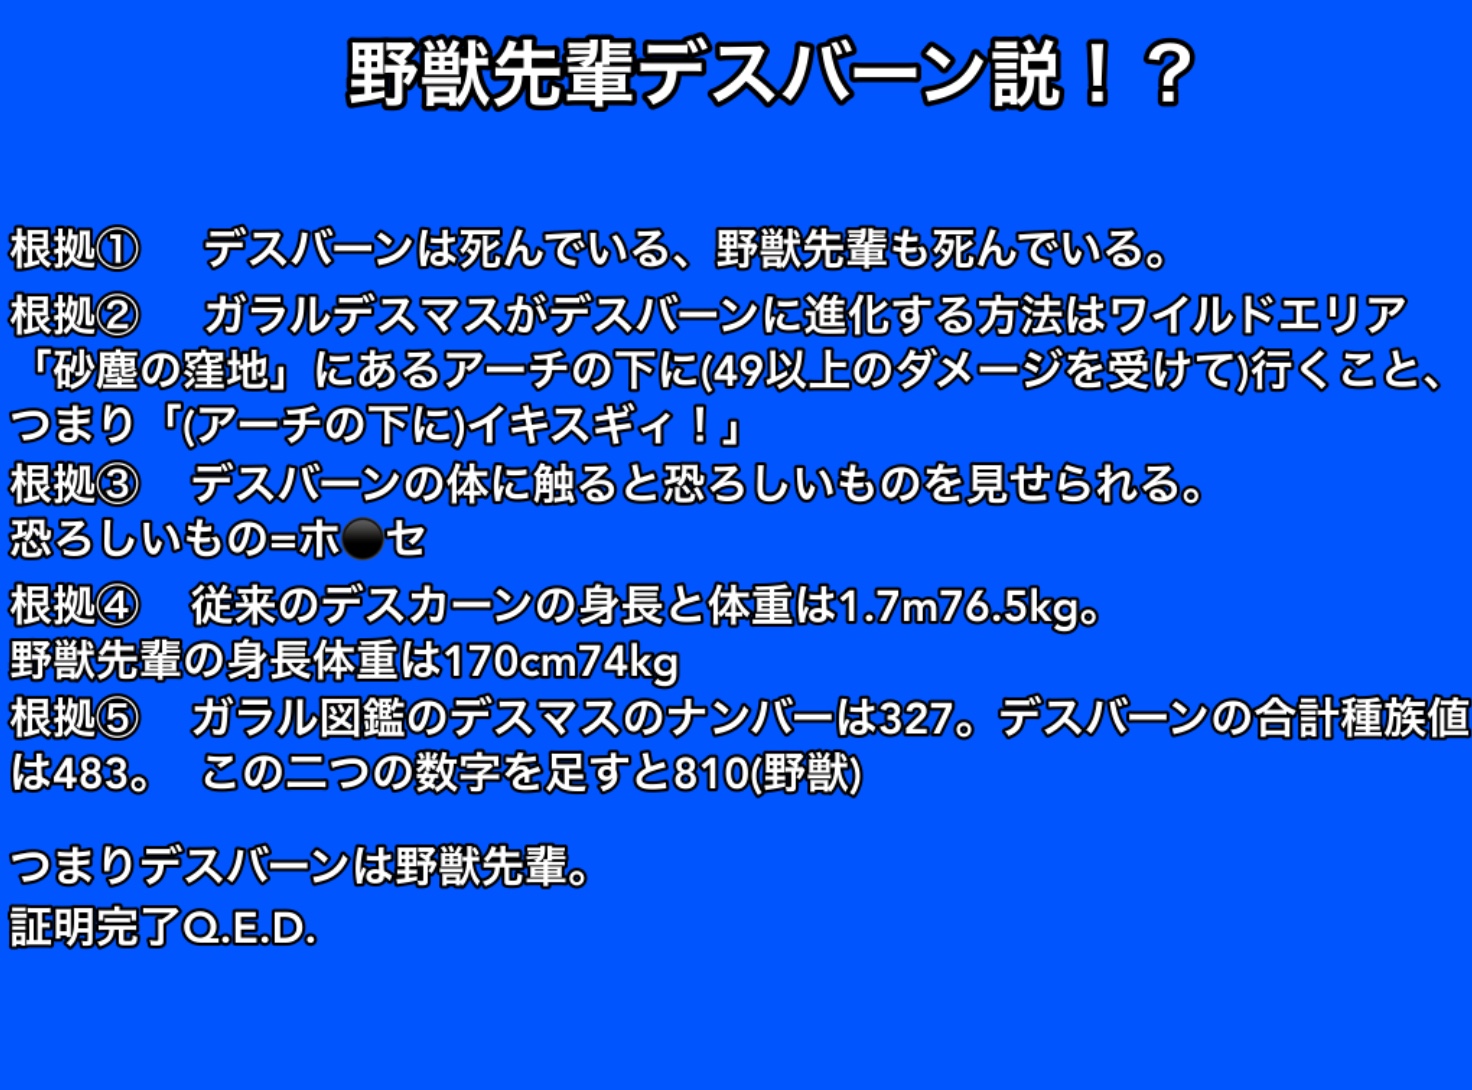 野獣先輩デスバーン説！？
根拠① デスバーンは死んでいる、野獣先輩も死んでいる。
根拠② ガラルデスマスがデスバーンに進化する方法はワイルドエリア
「砂塵の窪地」にあるアーチの下に(49以上のダメージを受けて)行くこと、
つまり「(アーチの下に)イキスギィ！」
根拠③ デスバーンの体に触ると恐ろしいものを見せられる。
恐ろしいもの=ホ⚫セ
根拠④ 従来のデスカーンの身長と体重は1.7m76.5kg。
野獣先輩の身長体重は170cm74kg
根拠⑤ ガラル図鑑のデスマスのナンバーは327。デスバーンの合計種族値
は483。 この二つの数字を足すと810(野獣)
つまりデスバーンは野獣先輩。
証明完了Q.E.D.